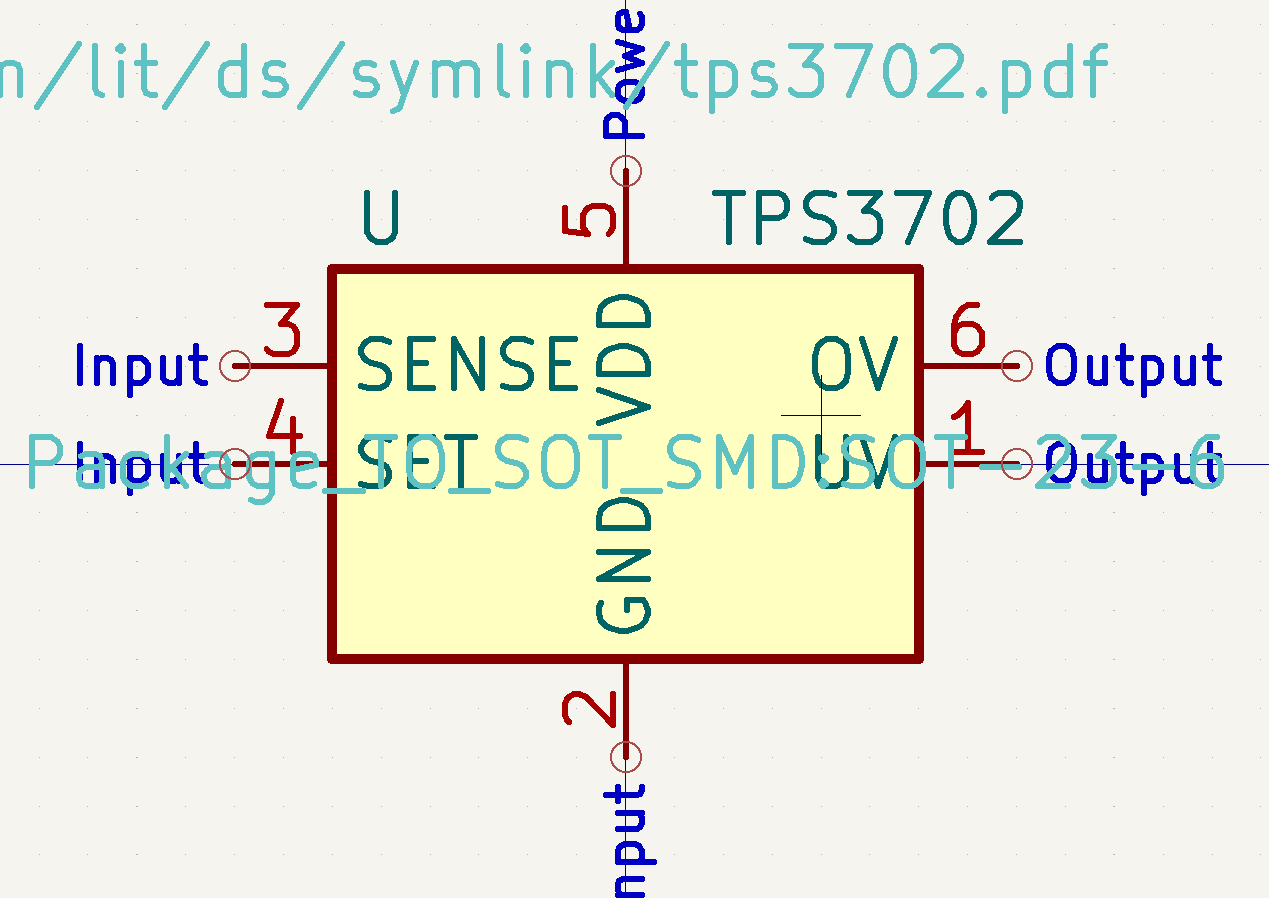 Powe
m/lit/ds/symlink/tps3702.pdf
U
5
TPS3702
3
6
Input
SENSE
VDD
OV
Output
4
1
Input
SET
UV
Output
Package_TO_SOT_SMD:SOT-23-6
GND
2
nput